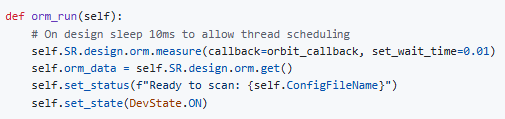 def orm_run(self):
    # On design sleep 10ms to allow thread scheduling
    self.SR.design.orm.measure(callback=orbit_callback, set_wait_time=0.01)
    self.orm_data = self.SR.design.orm.get()
    self.set_status(f"Ready to scan: {self.ConfigFileName}")
    self.set_state(DevState.ON)